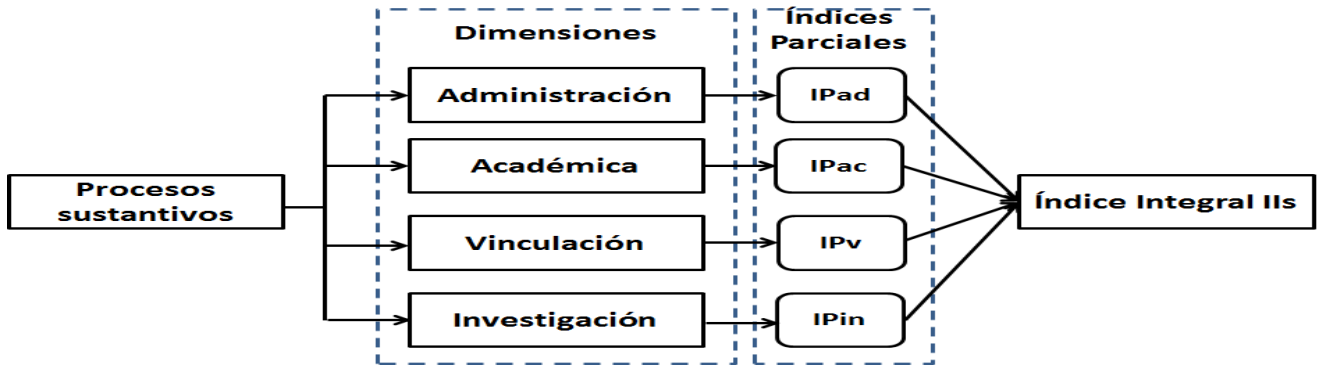 Dimensiones
Índices
Parciales
Administración
IPad
Académica
IPac
Procesos
sustantivos
Índice Integral IIs
Vinculación
IPv
Investigación
IPin